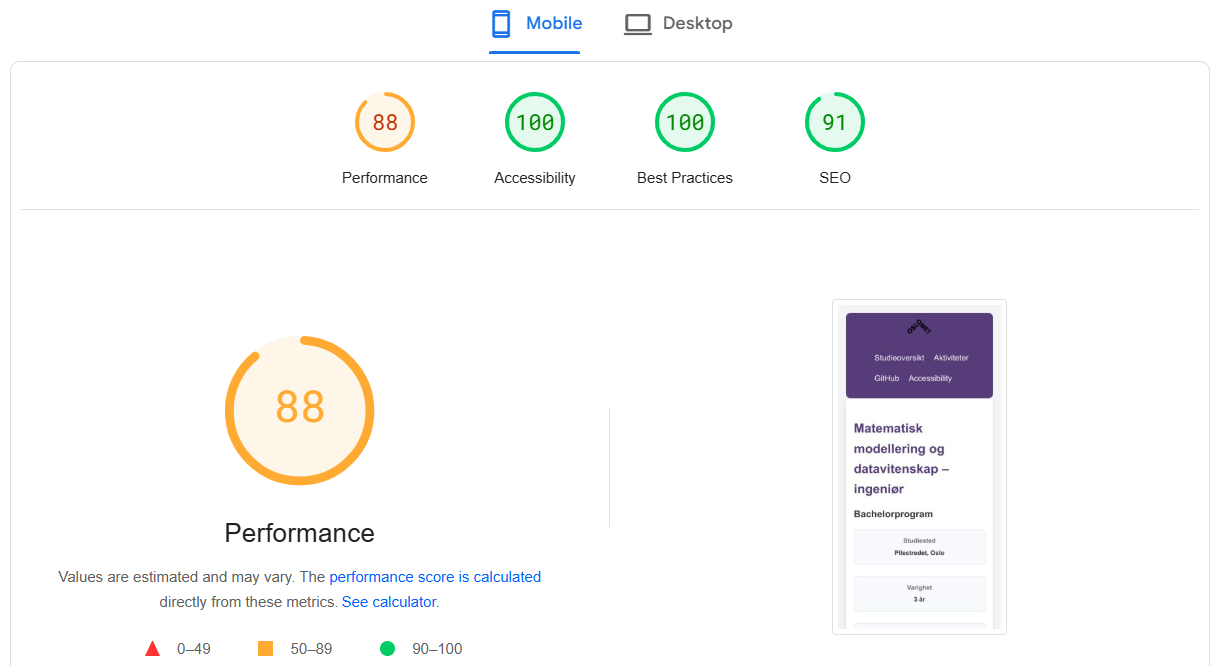 Mobile
Desktop
88
100
100
91
Performance
Accessibility
Best Practices
SEO
88
Performance
Values are estimated and may vary. The performance score is calculated
directly from these metrics. See calculator.
0–49
50–89
90–100
OSLOMET
Studieoversikt Aktiviteter
GitHub Accessibility
Matematisk
modellering og
datavitenskap –
ingeniør
Bachelorprogram
Studiested
Pilestredet, Oslo
Varighet
3 år